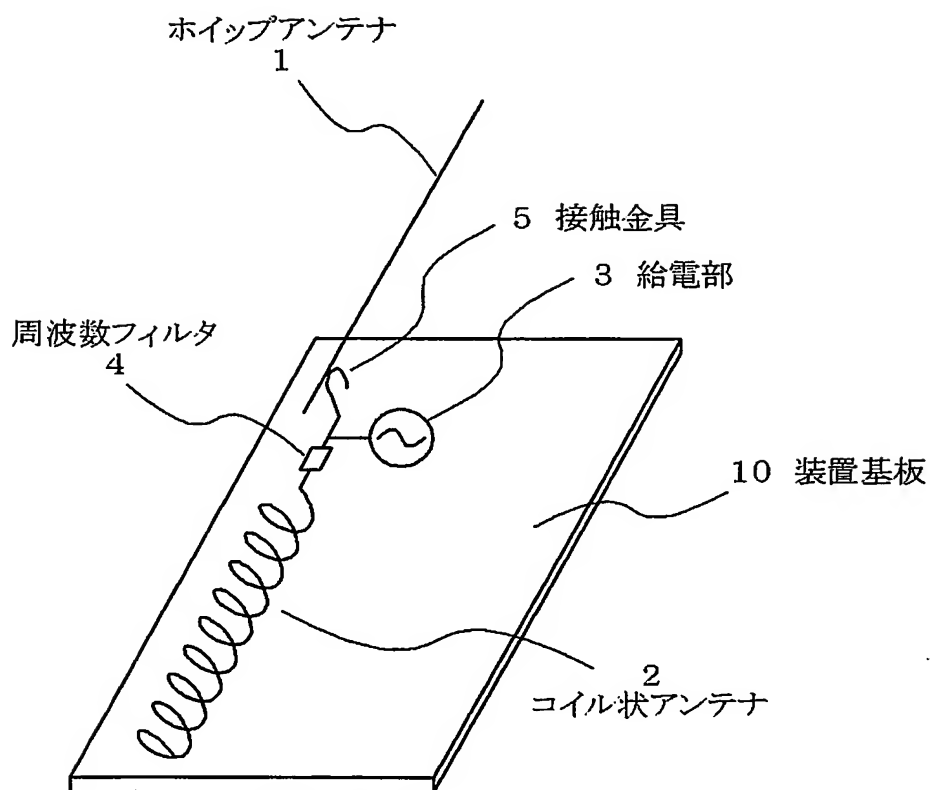 ホイップアンテナ
1
5 接触金具
3 給電部
周波数フィルタ
4
10 装置基板
2
コイル状アンテナ